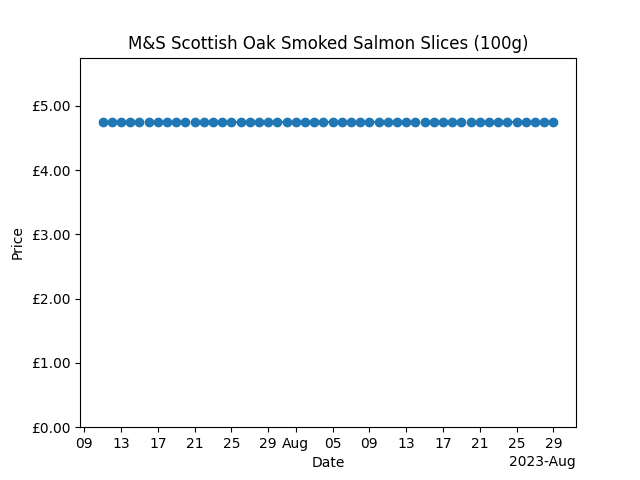 M&S Scottish Oak Smoked Salmon Slices (100g)
£5.00
£4.00
£3.00
£2.00
£1.00
£0.00
Price
09 13 17 21 25 29 Aug 05 09 13 17 21 25 29
Date
2023-Aug